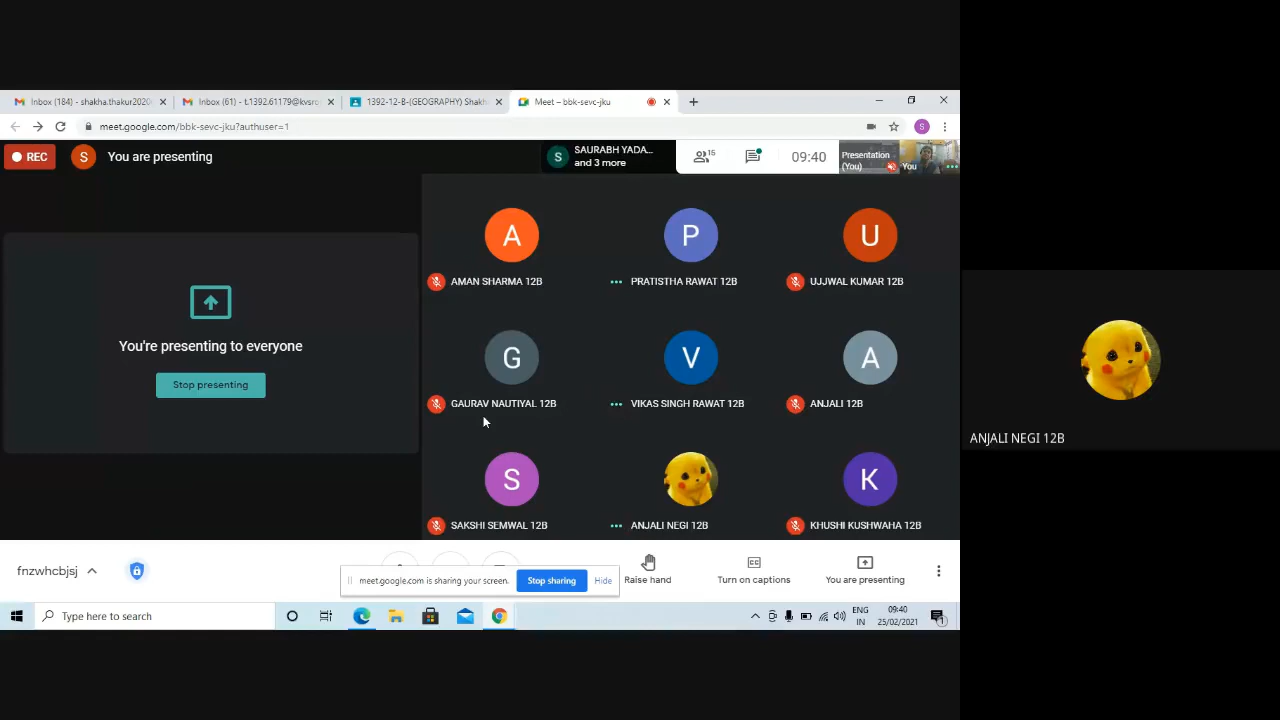 Inbox (184) - shakha.thakur2020
Inbox (61) - t.1392.61179@kvsro
1392-12-B-(GEOGRAPHY) Shakh
Meet – bbk-sevc-jku
meet.google.com/bbk-sevc-jku?authuser=1
S
REC
S
You are presenting
S
SAURABH YADA...
and 3 more
15
09:40
Presentation
(You)
You
A
P
U
AMAN SHARMA 12B
PRATISTHA RAWAT 12B
UJJWAL KUMAR 12B
You're presenting to everyone
Stop presenting
G
V
A
GAURAV NAUTIYAL 12B
VIKAS SINGH RAWAT 12B
ANJALI 12B
S
K
SAKSHI SEMWAL 12B
ANJALI NEGI 12B
KHUSHI KUSHWAHA 12B
ANJALI NEGI 12B
fnzwhcbjsj
meet.google.com is sharing your screen.
Stop sharing
Hide
Raise hand
Turn on captions
You are presenting
Type here to search
ENG
IN
09:40
25/02/2021
1